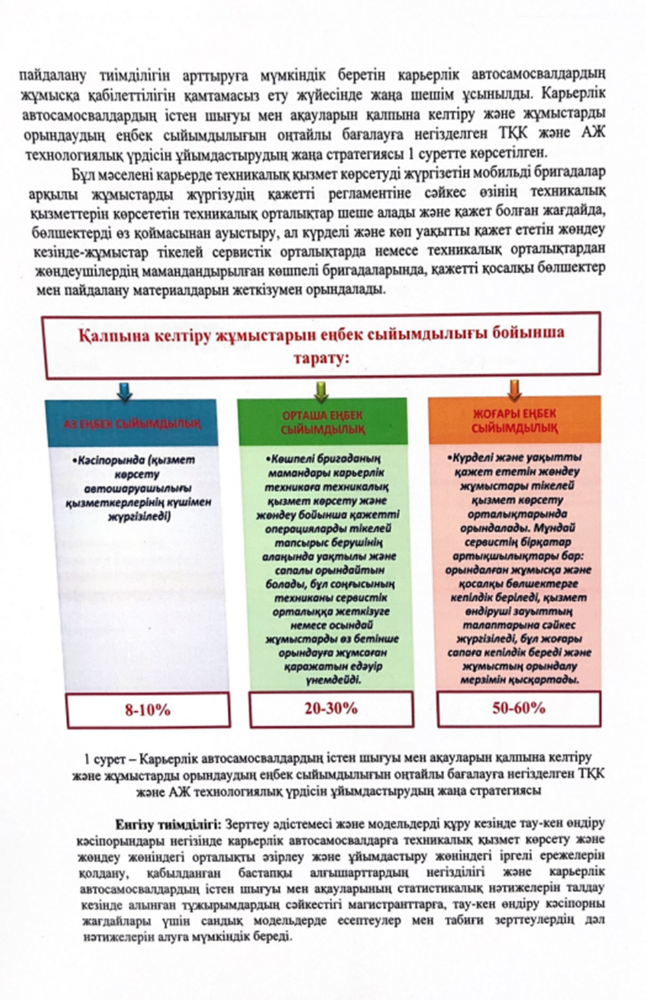 пайдалану тиімділігін арттыруға мүмкіндік беретін карьерлік автосамосвалдардың
жұмысқа қабілеттілігін қамтамасыз ету жүйесінде жаңа шешім ұсынылды. Карьерлік
автосамосвалдардың істен шығуы мен ақауларын қалпына келтіру және жұмыстарды
орындаудың еңбек сыйымдылығын оңтайлы бағалауға негізделген ТҚК және АЖ
технологиялық үрдісін ұйымдастырудың жаңа стратегиясы 1 суретте көрсетілген.
Бұл мәселені карьерде техникалық қызмет көрсетуді жүргізетін мобильді бригадалар
арқылы жұмыстарды жүргізудің қажетті регламентіне сәйкес өзінің техникалық
қызметтерін көрсететін техникалық орталықтар шеше алады және қажет болған жағдайда,
бөлшектерді өз қоймасынан ауыстыру, ал күрделі және көп уақытты қажет ететін жөндеу
кезінде-жұмыстар тікелей сервистік орталықтарда немесе техникалық орталықтардан
жөндеушілердің мамандандырылған көшпелі бригадаларында, қажетті қосалқы бөлшектер
мен пайдалану материалдарын жеткізумен орындалады.
Қалпына келтіру жұмыстарын еңбек сыйымдылығы бойынша
тарату:
АЗ ЕҢБЕК СЫЙЫМДЫЛЫҚ
•Кәсіпорында (қызмет
көрсету
автошаруашылығы
қызметкерлерінің күшімен
жүргізіледі)
8-10%
ОРТАША ЕҢБЕК
СЫЙЫМДЫЛЫҚ
•Көшпелі бригаданың
мамандары карьерлік
техникаға техникалық
қызмет көрсету және
жөндеу бойынша қажетті
операцияларды тікелей
тапсырыс берушінің
алаңында уақтылы және
сапалы орындайтын
болады, бұл соңғысының
техниканы сервистік
орталыққа жеткізуге
немесе осындай
жұмыстарды өз бетінше
орындауға жұмсаған
қаражатын едәуір
үнемдейді.
20-30%
ЖОҒАРЫ ЕҢБЕК
СЫЙЫМДЫЛЫҚ
•Күрделі және уақытты
қажет ететін жөндеу
жұмыстары тікелей
қызмет көрсету
орталықтарында
орындалады. Мұндай
сервистің бірқатар
артықшылықтары бар:
орындалған жұмысқа және
қосалқы бөлшектерге
кепілдік беріледі, қызмет
өндіруші зауыттың
талаптарына сәйкес
жүргізіледі, бұл жоғары
сапаға кепілдік береді және
жұмыстың орындалу
мерзімін қысқартады.
50-60%
1 сурет – Карьерлік автосамосвалдардың істен шығуы мен ақауларын қалпына келтіру
және жұмыстарды орындаудың еңбек сыйымдылығын оңтайлы бағалауға негізделген ТҚК
және АЖ технологиялық үрдісін ұйымдастырудың жаңа стратегиясы
Енгізу тиімділігі: Зерттеу әдістемесі және модельдерді құру кезінде тау-кен өндіру
кәсіпорындары негізінде карьерлік автосамосвалдарға техникалық қызмет көрсету және
жөндеу жөніндегі орталықты әзірлеу және ұйымдастыру жөніндегі іргелі ережелерін
қолдану, қабылданған бастапқы алғышарттардың негізділігі және карьерлік
автосамосвалдардың істен шығуы мен ақауларының статистикалық нәтижелерін талдау
кезінде алынған тұжырымдардың сәйкестігі магистранттарға, тау-кен өндіру кәсіпорны
жағдайлары үшін сандық модельдерде есептеулер мен табиғи зерттеулердің дәл
нәтижелерін алуға мүмкіндік береді.